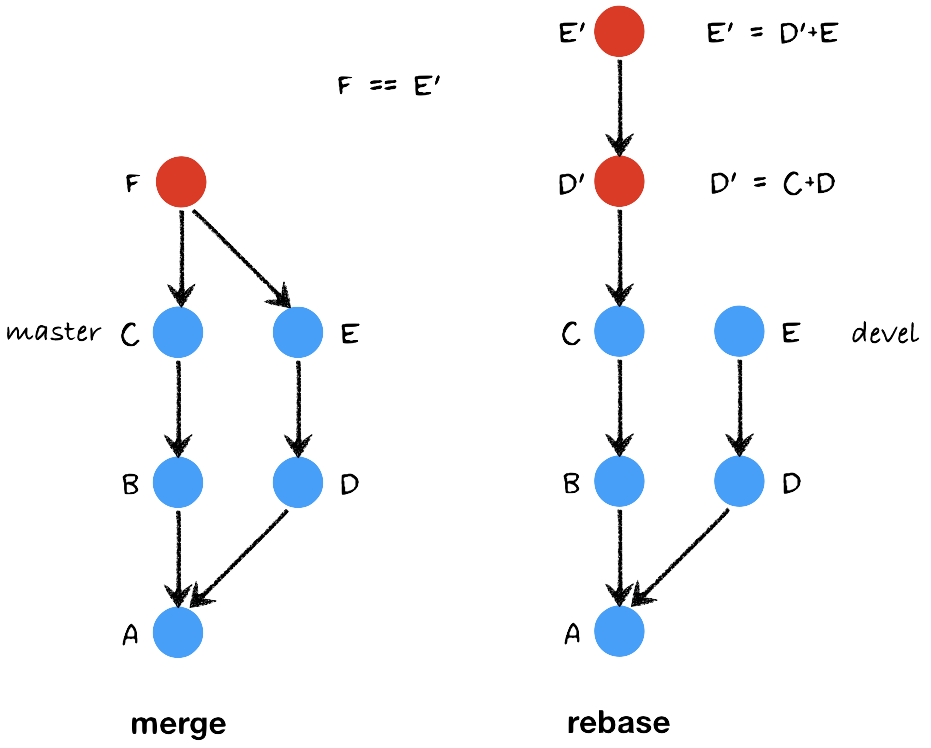 E' E' = D'+E
F == E'
F D' D' = C+D
master C E C E devel
B D B D
A A
merge rebase